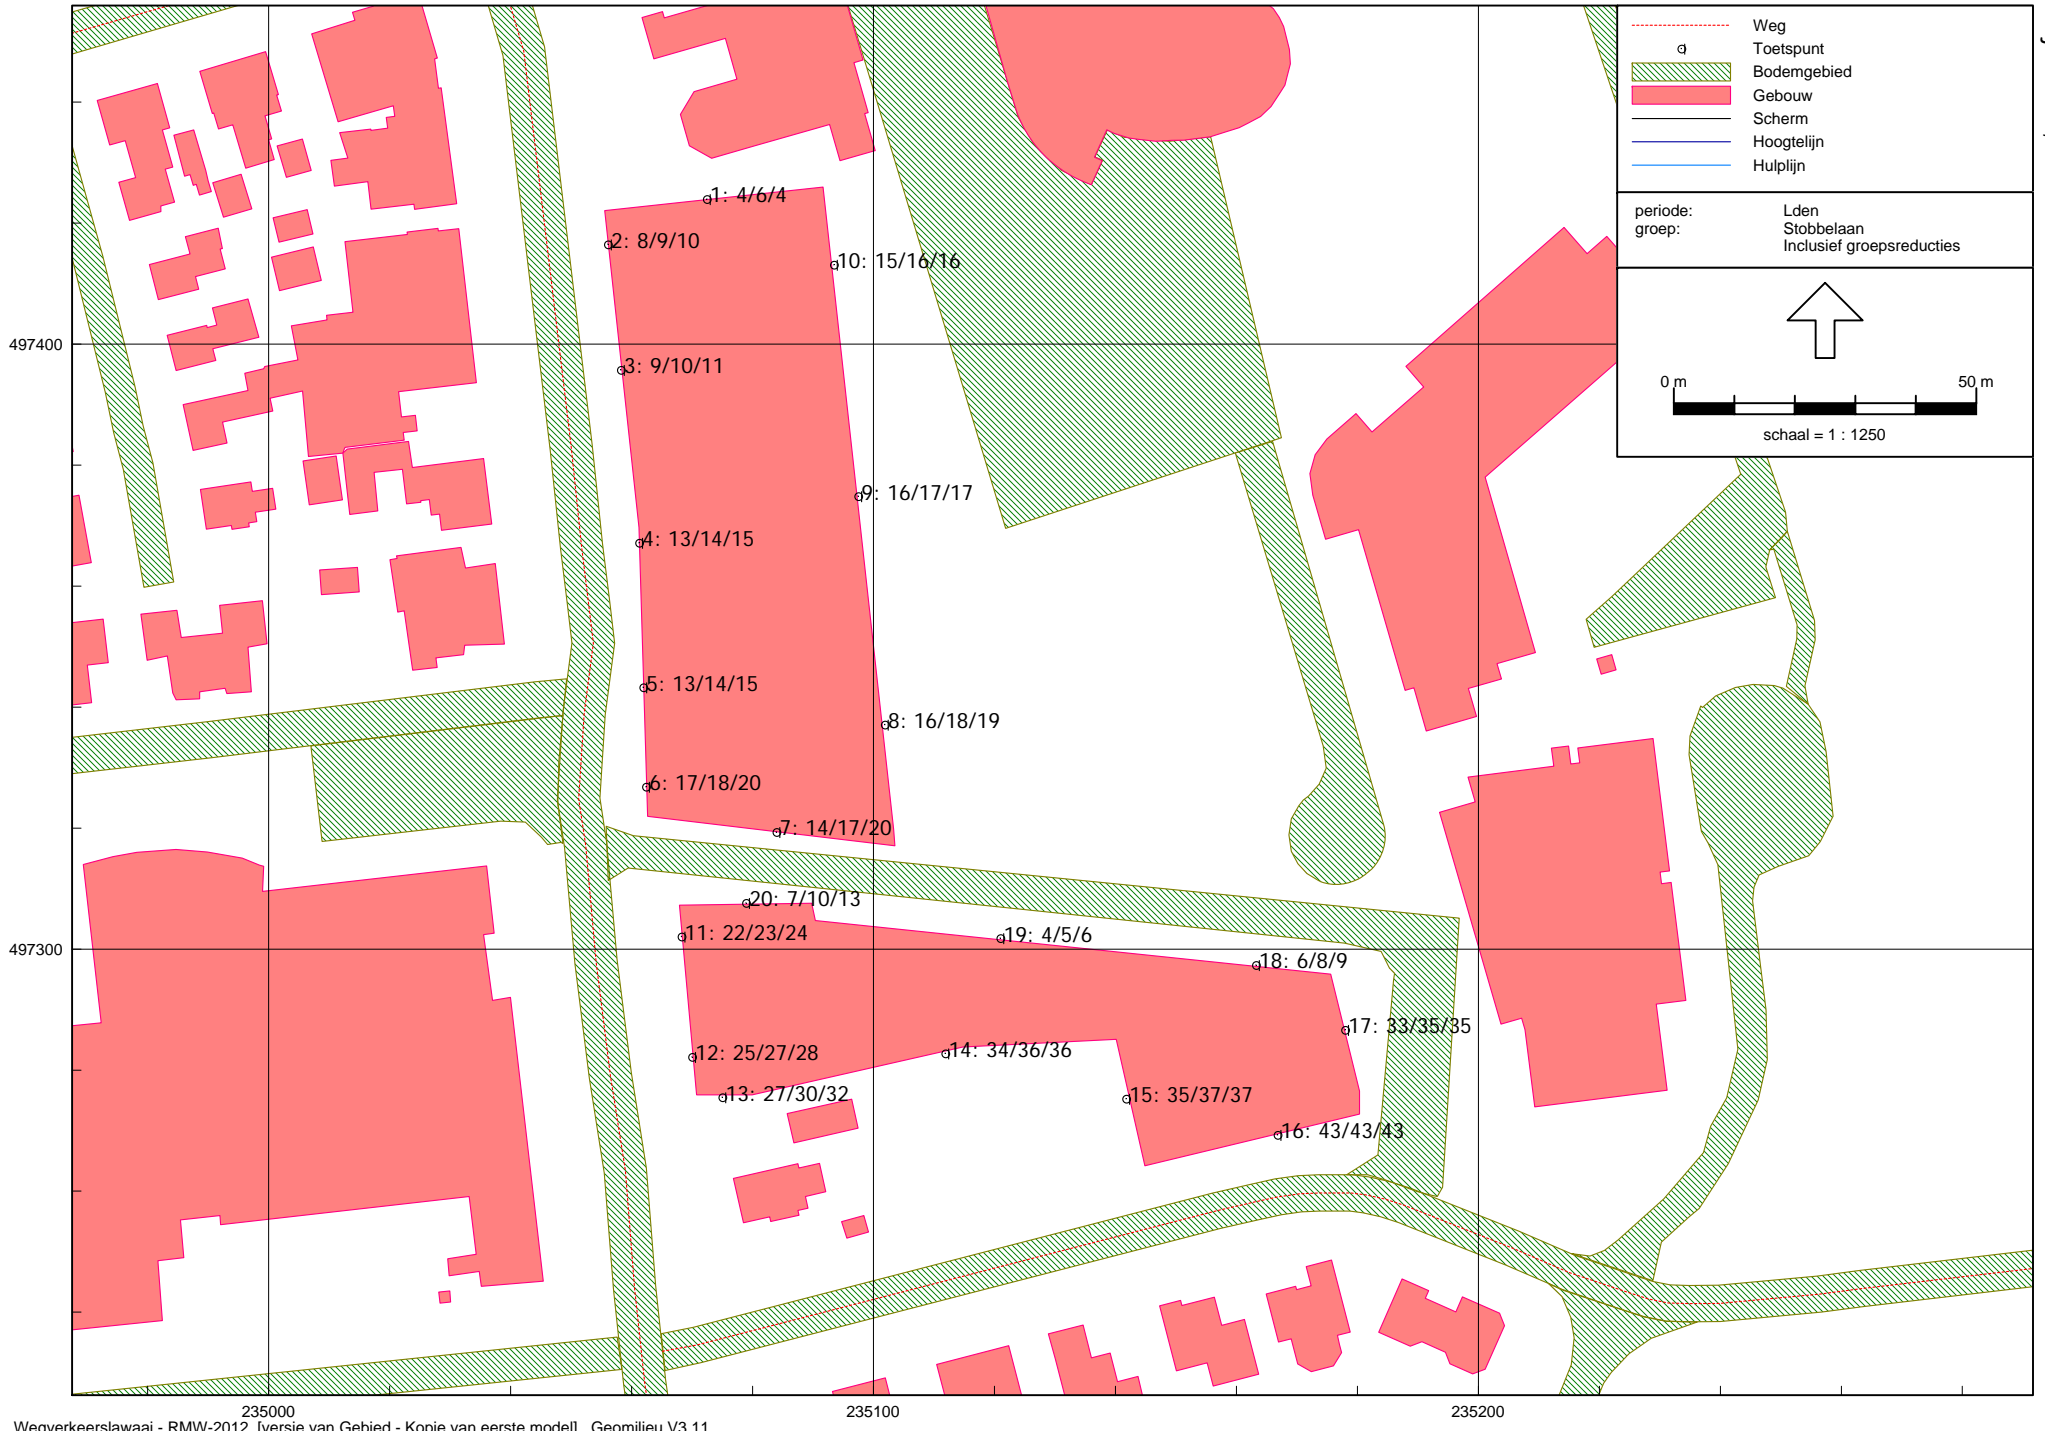 Weg
Toetspunt
Bodemgebied
Gebouw
Scherm
Hoogtelijn
Hulplijn
periode: Lden
groep: Stobbelaan
Inclusief groepsreducties
0 m 50 m
schaal = 1 : 1250
1: 4/6/4
2: 8/9/10
10: 15/16/16
497400
3: 9/10/11
9: 16/17/17
4: 13/14/15
5: 13/14/15
8: 16/18/19
6: 17/18/20
7: 14/17/20
20: 7/10/13
11: 22/23/24
19: 4/5/6
497300
18: 6/8/9
17: 33/35/35
12: 25/27/28
14: 34/36/36
13: 27/30/32
15: 35/37/37
16: 43/43/43
235000 235100 235200
Wegverkeerslawaai - RMW-2012, [versie van Gebied - Kopie van eerste model], Geomilieu V3.11